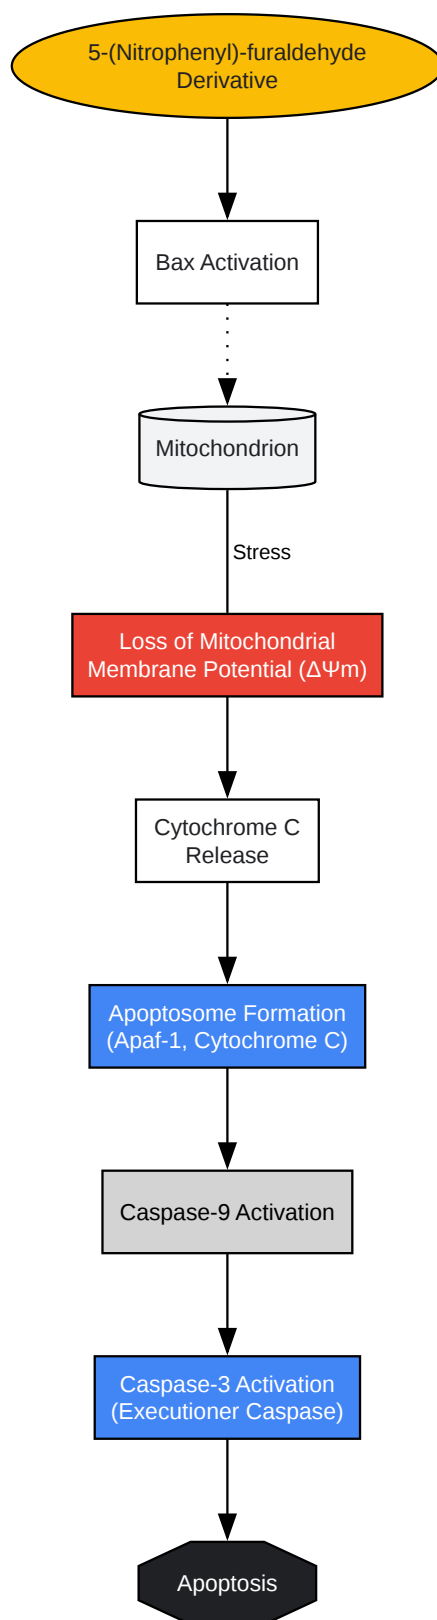 5-(Nitrophenyl)-furaldehyde
Derivative
Bax Activation
Mitochondrion
Stress
Loss of Mitochondrial
Membrane Potential (ΔΨm)
Cytochrome C
Release
Apoptosome Formation
(Apaf-1, Cytochrome C)
Caspase-9 Activation
Caspase-3 Activation
(Executioner Caspase)
Apoptosis